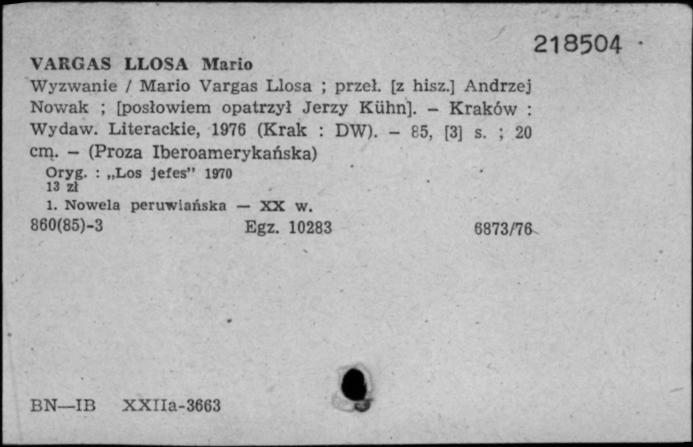 218504
VARGAS LLOSA Mario
Wyzwanie / Mario Vargas Llosa ; przeł. [z hisz.] Andrzej
Nowak ; [posłowiem opatrzył Jerzy Kühn]. — Kraków :
Wydaw. Literackie, 1976 (Krak : DW). — 85, [3] s. ; 20
cm. — (Proza Iberoamerykańska)
Oryg. : „Los jefes” 1970
13 zł
1. Nowela peruwiańska — XX w.
860(85)-3 Egz. 10283 6873/76
BN—IB XXIIa-3663